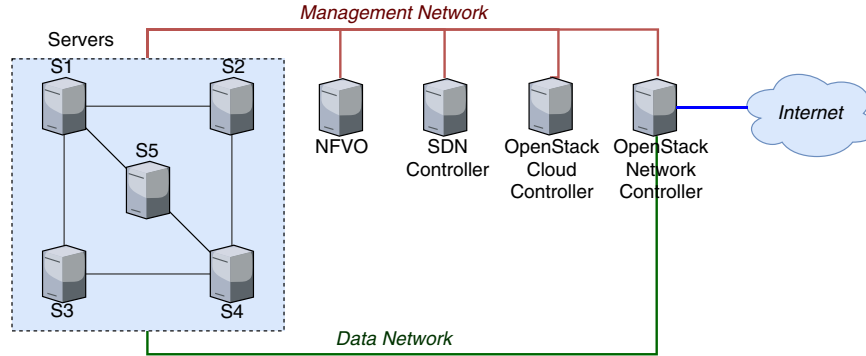 Management Network
Servers
S1
S2
S5
S3
S4
NFVO
SDN
Controller
OpenStack
Cloud
Controller
OpenStack
Network
Controller
Internet
Data Network